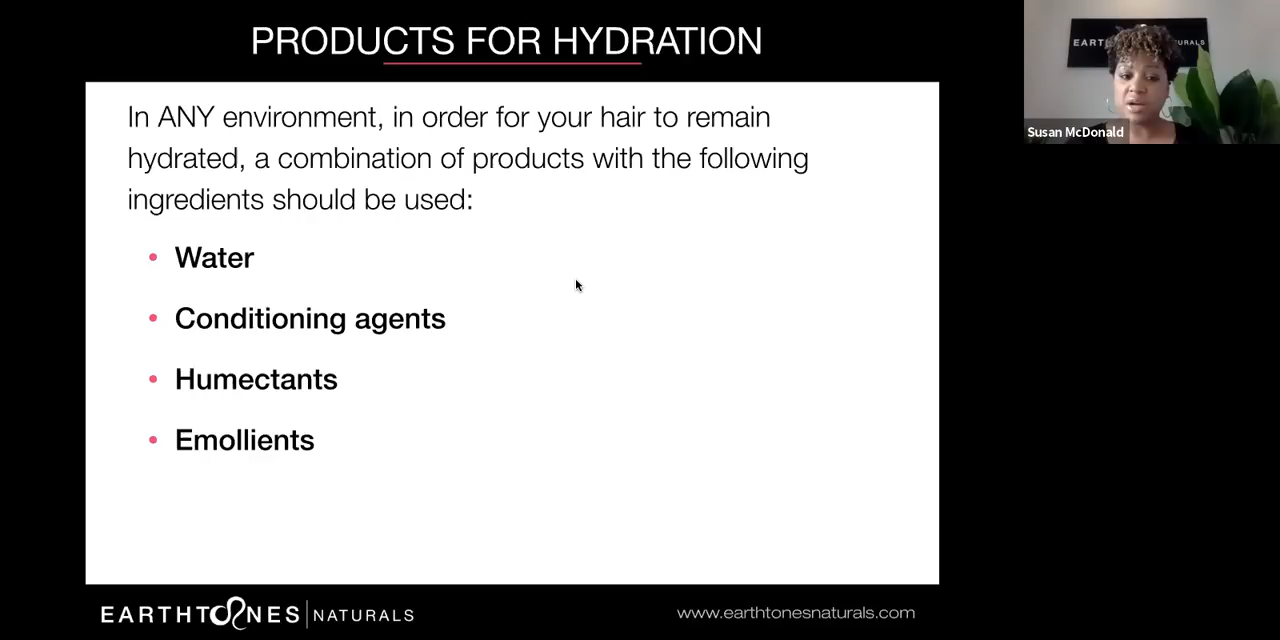 PRODUCTS FOR HYDRATION
In ANY environment, in order for your hair to remain
hydrated, a combination of products with the following
ingredients should be used:
• Water
• Conditioning agents
• Humectants
• Emollients
EARTHTONES NATURALS
www.earthtonesnaturals.com
Susan McDonald